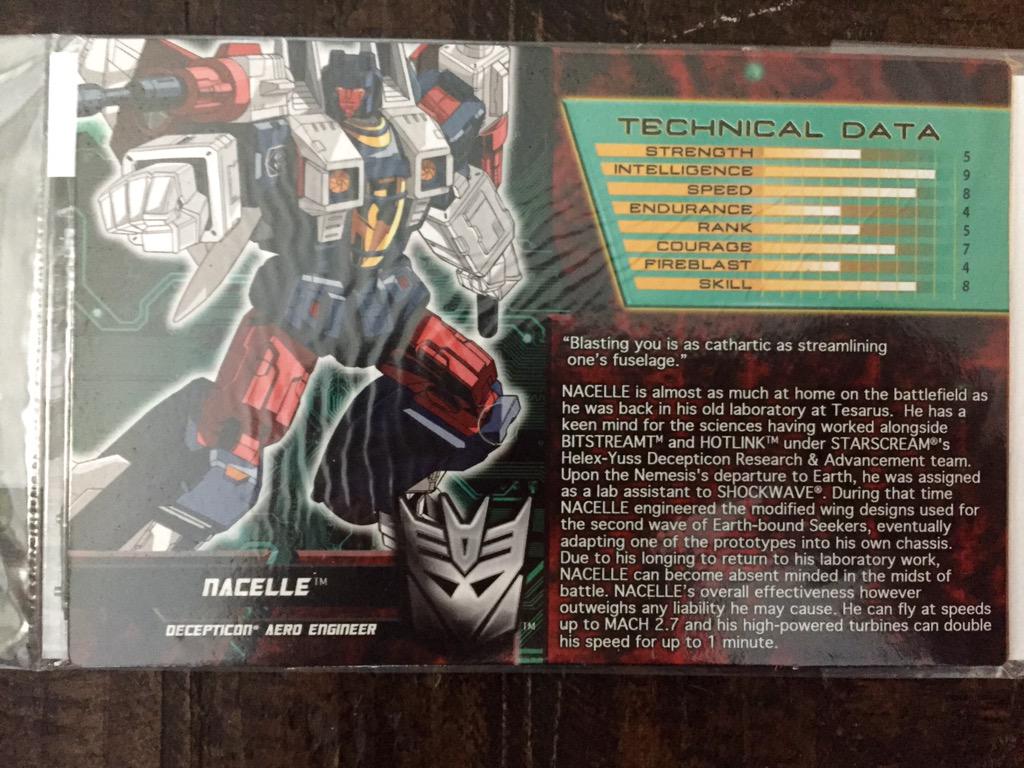 TECHNICAL DATA
STRENGTH 5
INTELLIGENCE 9
SPEED 8
ENDURANCE 4
RANK 5
COURAGE 7
FIREBLAST 4
SKILL 8
“Blasting you is as cathartic as streamlining
one’s fuselage.”
NACELLE is almost as much at home on the battlefield as
he was back in his old laboratory at Tesarus. He has a
keen mind for the sciences having worked alongside
BITSTREAM™ and HOTLINK™ under STARSCREAM®'s
Helex-Yuss Decepticon Research & Advancement team.
Upon the Nemesis's departure to Earth, he was assigned
as a lab assistant to SHOCKWAVE®. During that time
NACELLE engineered the modified wing designs used for
the second wave of Earth-bound Seekers, eventually
adapting one of the prototypes into his own chassis.
Due to his longing to return to his laboratory work,
NACELLE can become absent minded in the midst of
battle. NACELLE's overall effectiveness however
outweighs any liability he may cause. He can fly at speeds
up to MACH 2.7 and his high-powered turbines can double
his speed for up to 1 minute.
NACELLE™
DECEPTICON® AERO ENGINEER
TM